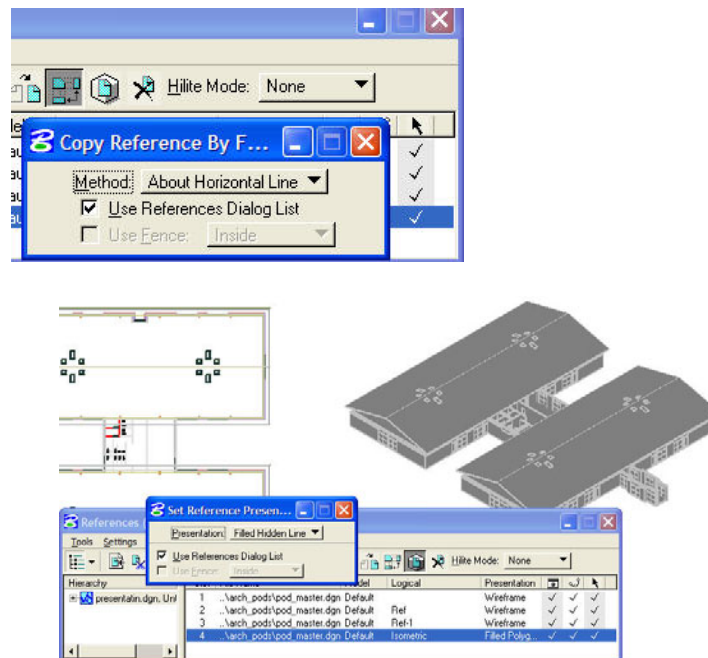 Hilite Mode: None
Copy Reference By F...
Method: About Horizontal Line
Use References Dialog List
Use Fence: Inside
Set Reference Presen...
Presentation: Filled Hidden Line
Use References Dialog List
Use Fence: Inside
References
Tools Settings
Hilite Mode: None
Hierarchy Model Logical Presentation
presentatin.dgn, Unt
1 ..\arch_pods\pod_master.dgn Default Wireframe
2 ..\arch_pods\pod_master.dgn Default Ref Wireframe
3 ..\arch_pods\pod_master.dgn Default Ref-1 Wireframe
4 ..\arch_pods\pod_master.dgn Default Isometric Filled Polyg...